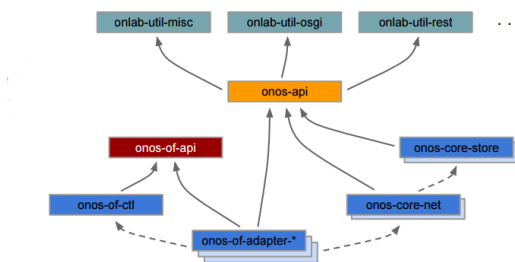 onlab-util-misc
onlab-util-osgi
onlab-util-rest
. .
onos-api
onos-of-api
onos-core-store
onos-of-ctl
onos-core-net
onos-of-adapter-*